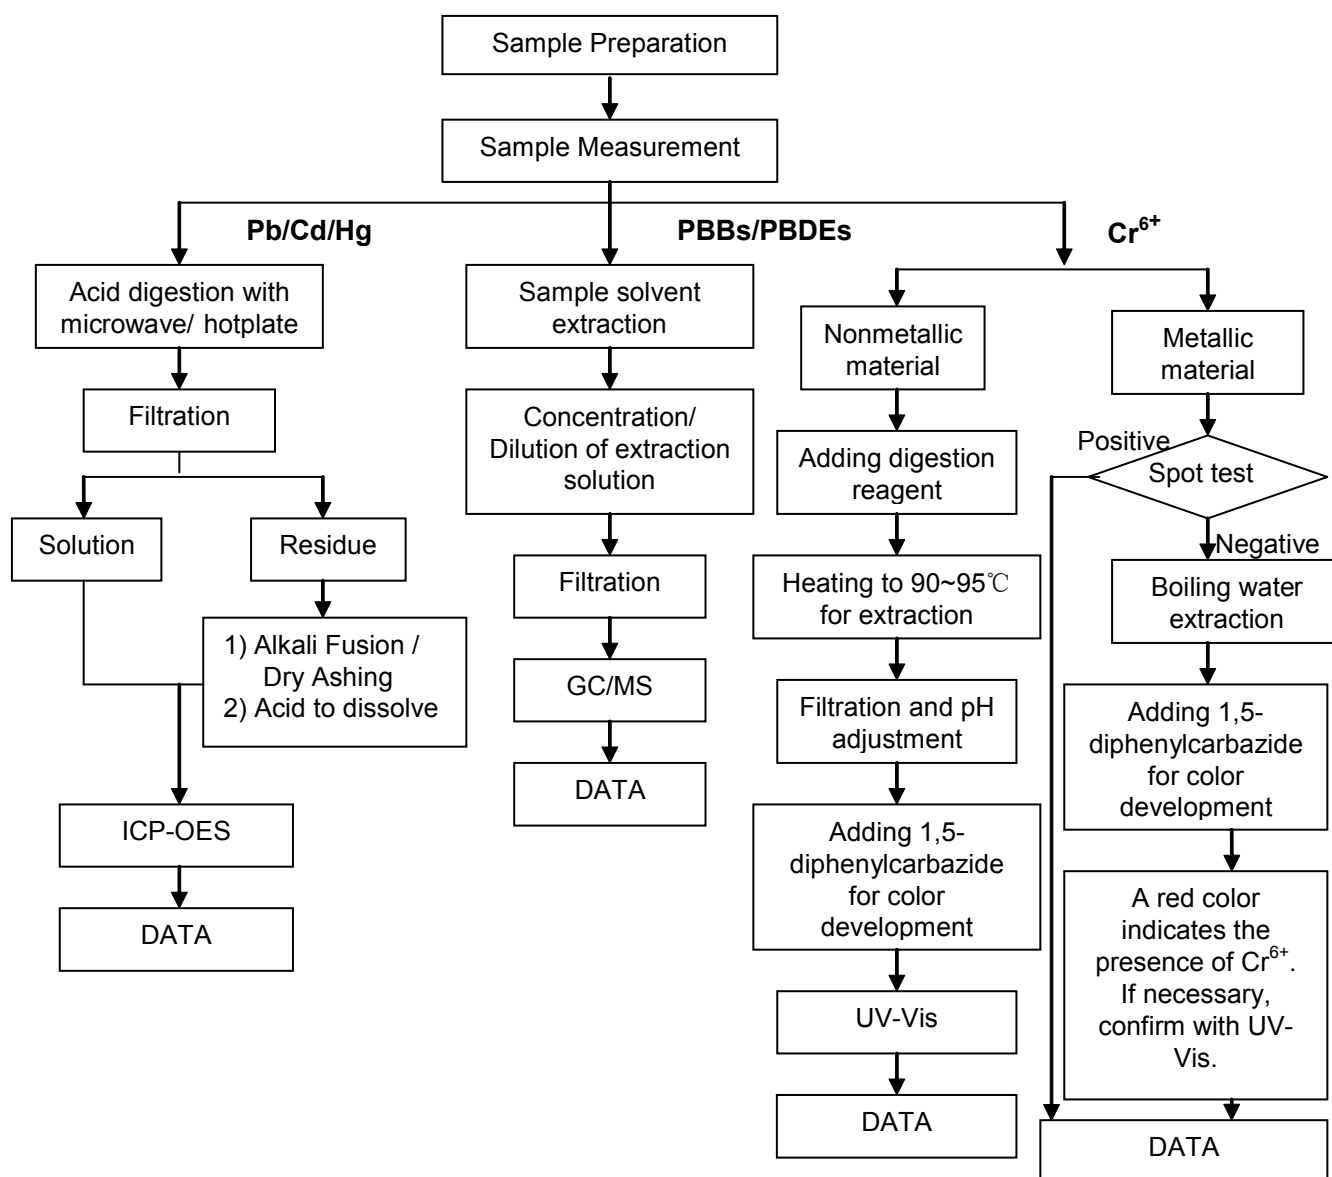 Sample Preparation
Sample Measurement
Pb/Cd/Hg
PBBs/PBDEs
Cr⁶⁺
Acid digestion with
microwave/ hotplate
Filtration
Solution
Residue
1) Alkali Fusion /
Dry Ashing
2) Acid to dissolve
ICP-OES
DATA
Sample solvent
extraction
Concentration/
Dilution of extraction
solution
Filtration
GC/MS
DATA
Nonmetallic
material
Adding digestion
reagent
Heating to 90~95℃
for extraction
Filtration and pH
adjustment
Adding 1,5-
diphenylcarbazide
for color
development
UV-Vis
DATA
Metallic
material
Positive
Spot test
Negative
Boiling water
extraction
Adding 1,5-
diphenylcarbazide
for color
development
A red color
indicates the
presence of Cr⁶⁺.
If necessary,
confirm with UV-
Vis.
DATA